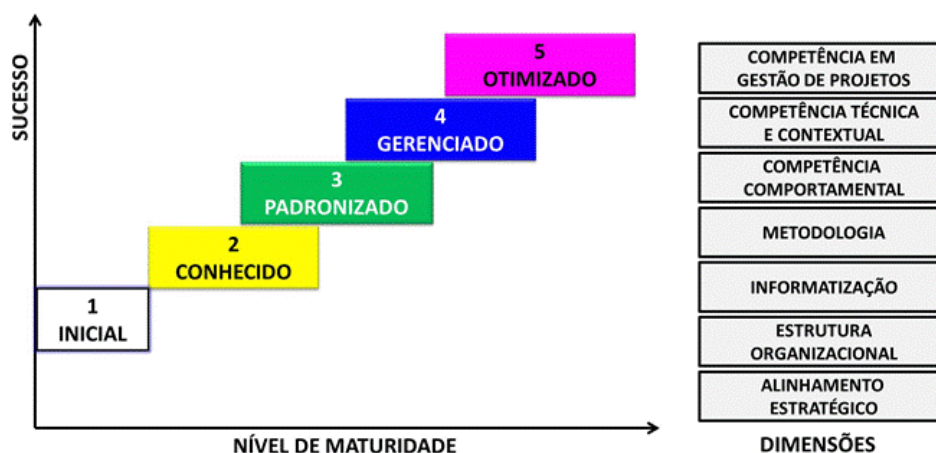 SUCESSO
5
OTIMIZADO
4
GERENCIADO
3
PADRONIZADO
2
CONHECIDO
1
INICIAL
NÍVEL DE MATURIDADE
COMPETÊNCIA EM
GESTÃO DE PROJETOS
COMPETÊNCIA TÉCNICA
E CONTEXTUAL
COMPETÊNCIA
COMPORTAMENTAL
METODOLOGIA
INFORMATIZAÇÃO
ESTRUTURA
ORGANIZACIONAL
ALINHAMENTO
ESTRATÉGICO
DIMENSÕES